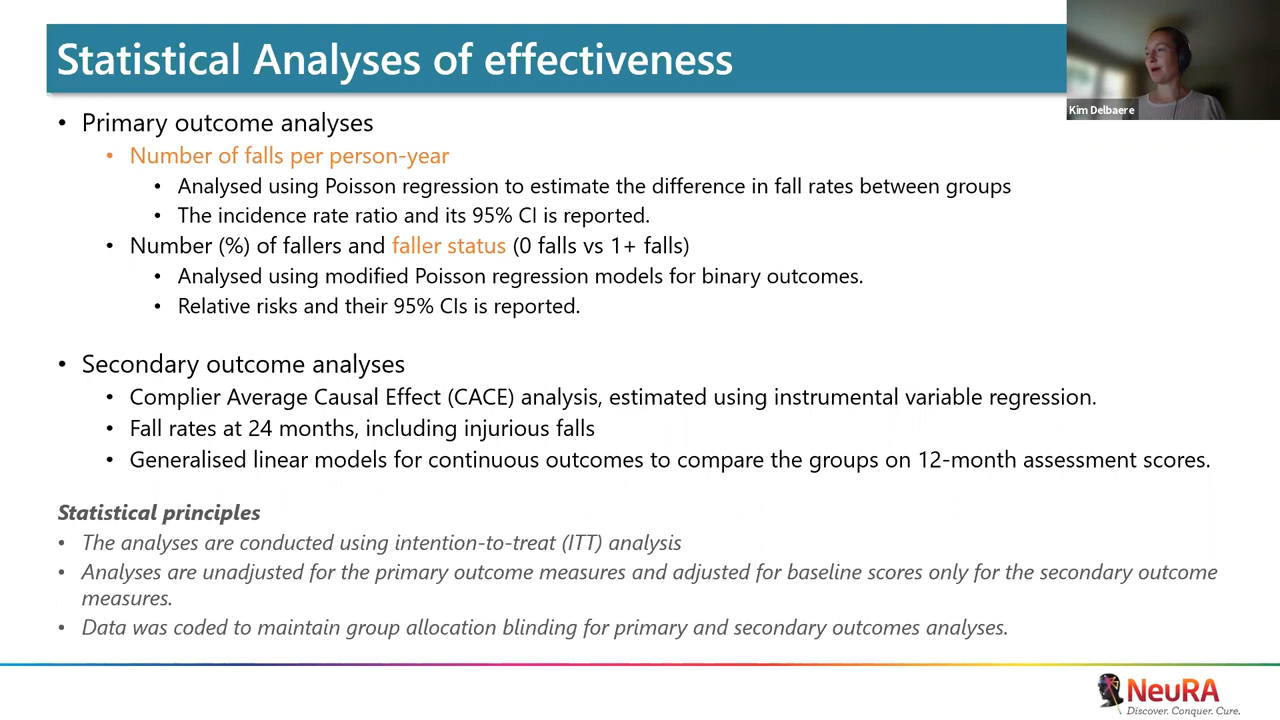 Statistical Analyses of effectiveness
Kim Delbaere
• Primary outcome analyses
• Number of falls per person-year
• Analysed using Poisson regression to estimate the difference in fall rates between groups
• The incidence rate ratio and its 95% CI is reported.
• Number (%) of fallers and faller status (0 falls vs 1+ falls)
• Analysed using modified Poisson regression models for binary outcomes.
• Relative risks and their 95% CIs is reported.
• Secondary outcome analyses
• Complier Average Causal Effect (CACE) analysis, estimated using instrumental variable regression.
• Fall rates at 24 months, including injurious falls
• Generalised linear models for continuous outcomes to compare the groups on 12-month assessment scores.
Statistical principles
• The analyses are conducted using intention-to-treat (ITT) analysis
• Analyses are unadjusted for the primary outcome measures and adjusted for baseline scores only for the secondary outcome
measures.
• Data was coded to maintain group allocation blinding for primary and secondary outcomes analyses.
NeuRA
Discover. Conquer. Cure.